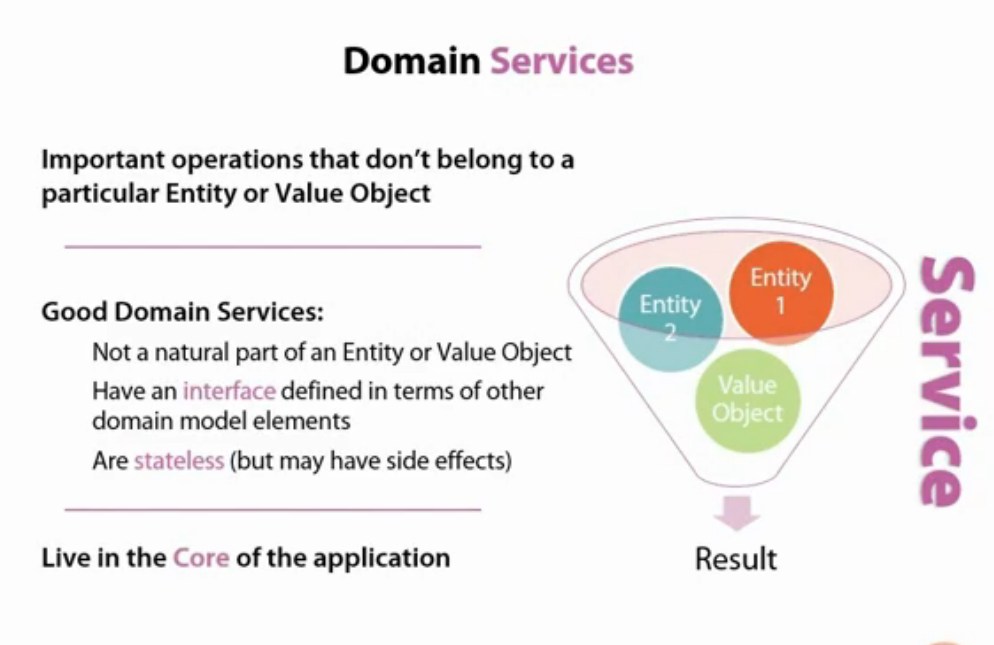 Domain Services
Important operations that don't belong to a
particular Entity or Value Object
Good Domain Services:
Not a natural part of an Entity or Value Object
Have an interface defined in terms of other
domain model elements
Are stateless (but may have side effects)
Live in the Core of the application
Entity
1
Entity
2
Value
Object
Result
Service